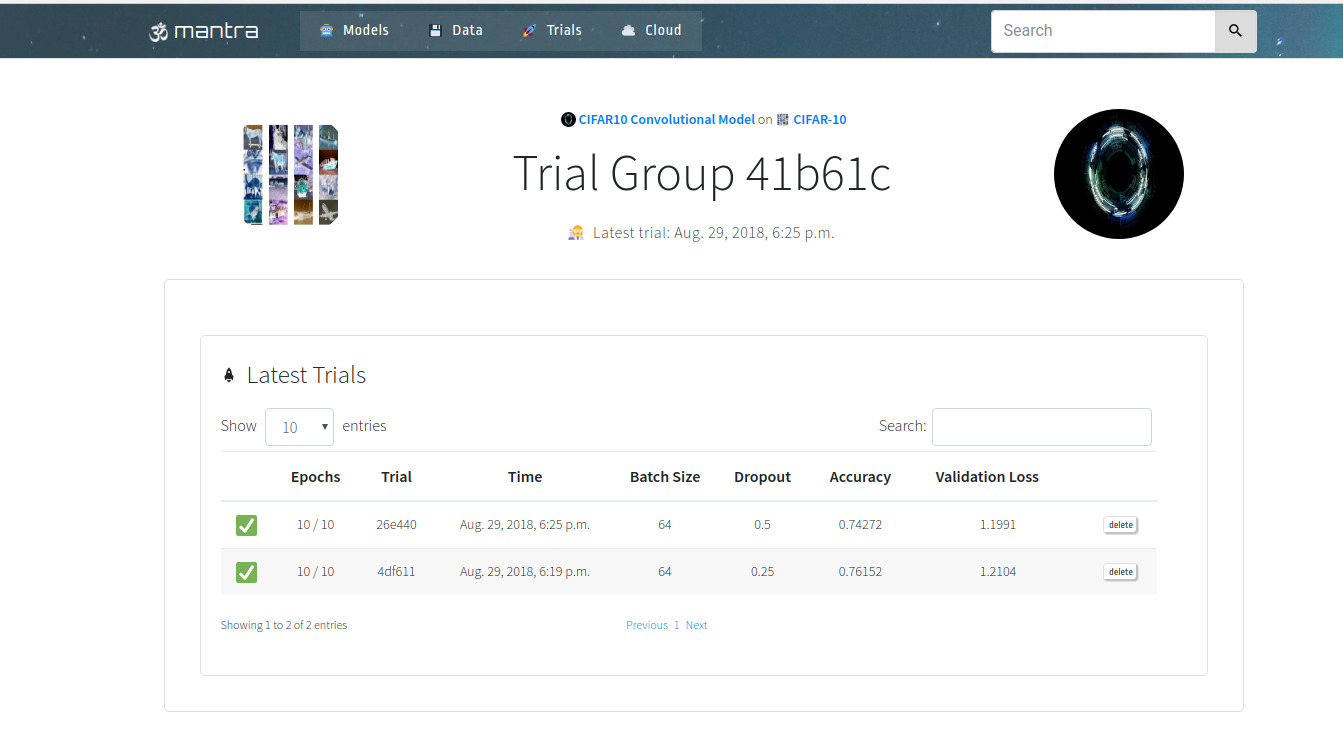 ॐ mantra Models Data Trials Cloud Search
CIFAR10 Convolutional Model on CIFAR-10
Trial Group 41b61c
Latest trial: Aug. 29, 2018, 6:25 p.m.
Latest Trials
Show 10 entries Search:
Epochs Trial Time Batch Size Dropout Accuracy Validation Loss
10 / 10 26e440 Aug. 29, 2018, 6:25 p.m. 64 0.5 0.74272 1.1991 delete
10 / 10 4df611 Aug. 29, 2018, 6:19 p.m. 64 0.25 0.76152 1.2104 delete
Showing 1 to 2 of 2 entries Previous 1 Next